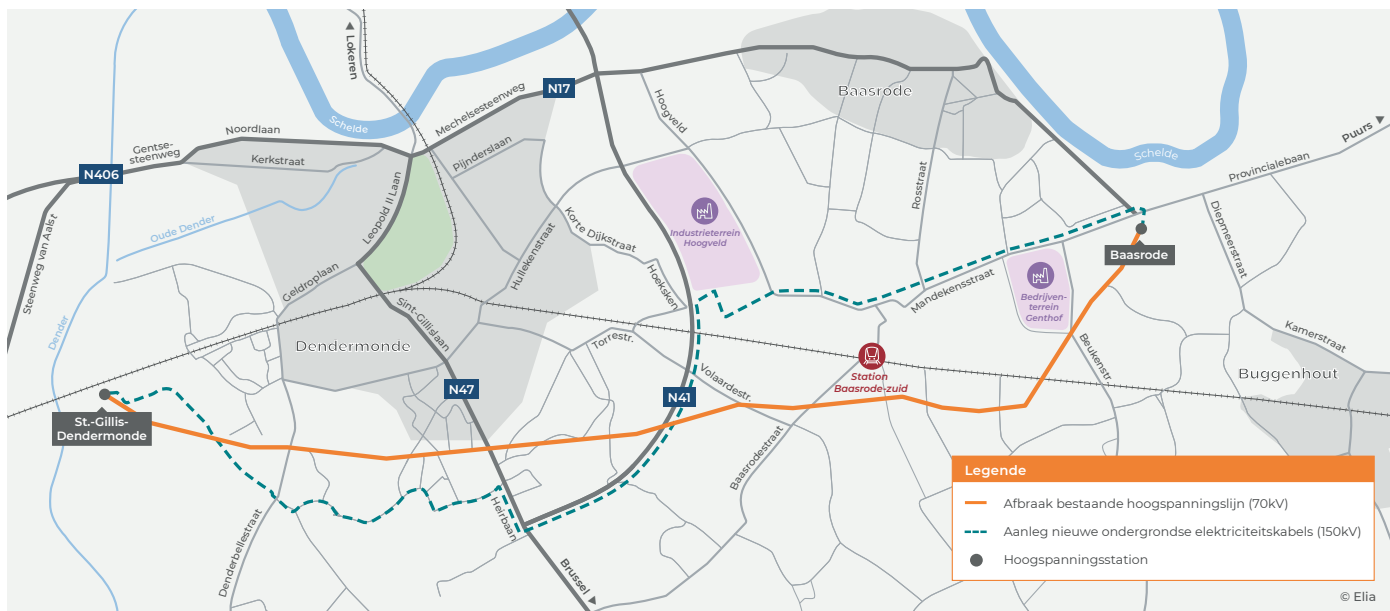 Lokeren
Schelde
N17
Mechelsesteenweg
Noordlaan
Gentse-
steenweg
Kerkstraat
N406
Pijnderslaan
Leopold II Laan
Steenweg van Aalst
Oude Dender
Dender
Geldroplaan
Hullekenstraat
Korte Dijkstraat
Hoeksken
Hoogveld
Industrieterrein
Hoogveld
Baasrode
Rosstraat
Schelde
Puurs
Provincialebaan
Diepmeerstraat
Baasrode
Mandekensstraat
Bedrijven-
terrein
Genthof
Kamerstraat
Buggenhout
Beukenstr.
Sint-Gillislaan
Dendermonde
Torrestr.
Volaardestr.
Station
Baasrode-zuid
N47
N41
St.-Gillis-
Dendermonde
Baasrodestraat
Heirbaan
Denderbellestraat
Brussel
Legende
Afbraak bestaande hoogspanningslijn (70kV)
Aanleg nieuwe ondergrondse elektriciteitskabels (150kV)
Hoogspanningsstation
© Elia